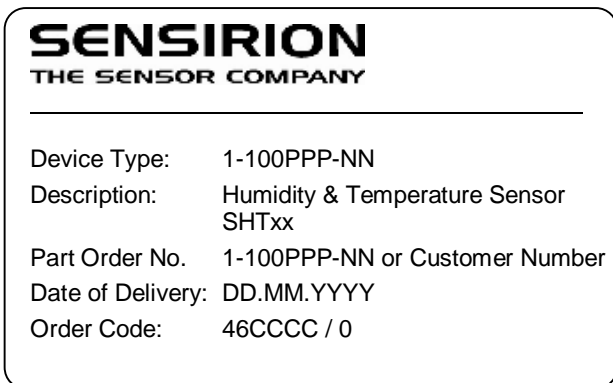 SENSIRION
THE SENSOR COMPANY
Device Type: 1-100PPP-NN
Description: Humidity & Temperature Sensor
SHTxx
Part Order No. 1-100PPP-NN or Customer Number
Date of Delivery: DD.MM.YYYY
Order Code: 46CCCC / 0